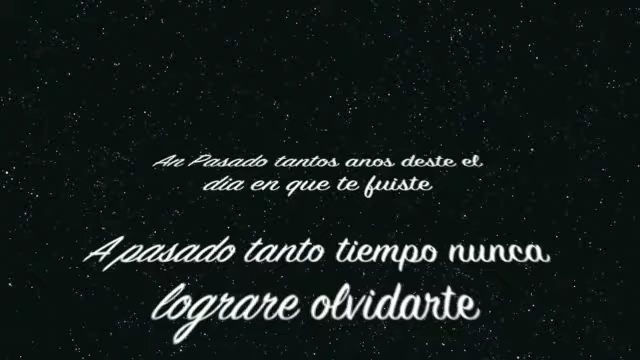 An Pasado tantos anos deste el
dia en que te fuiste
A pasado tanto tiempo nunca
lograre olvidarte